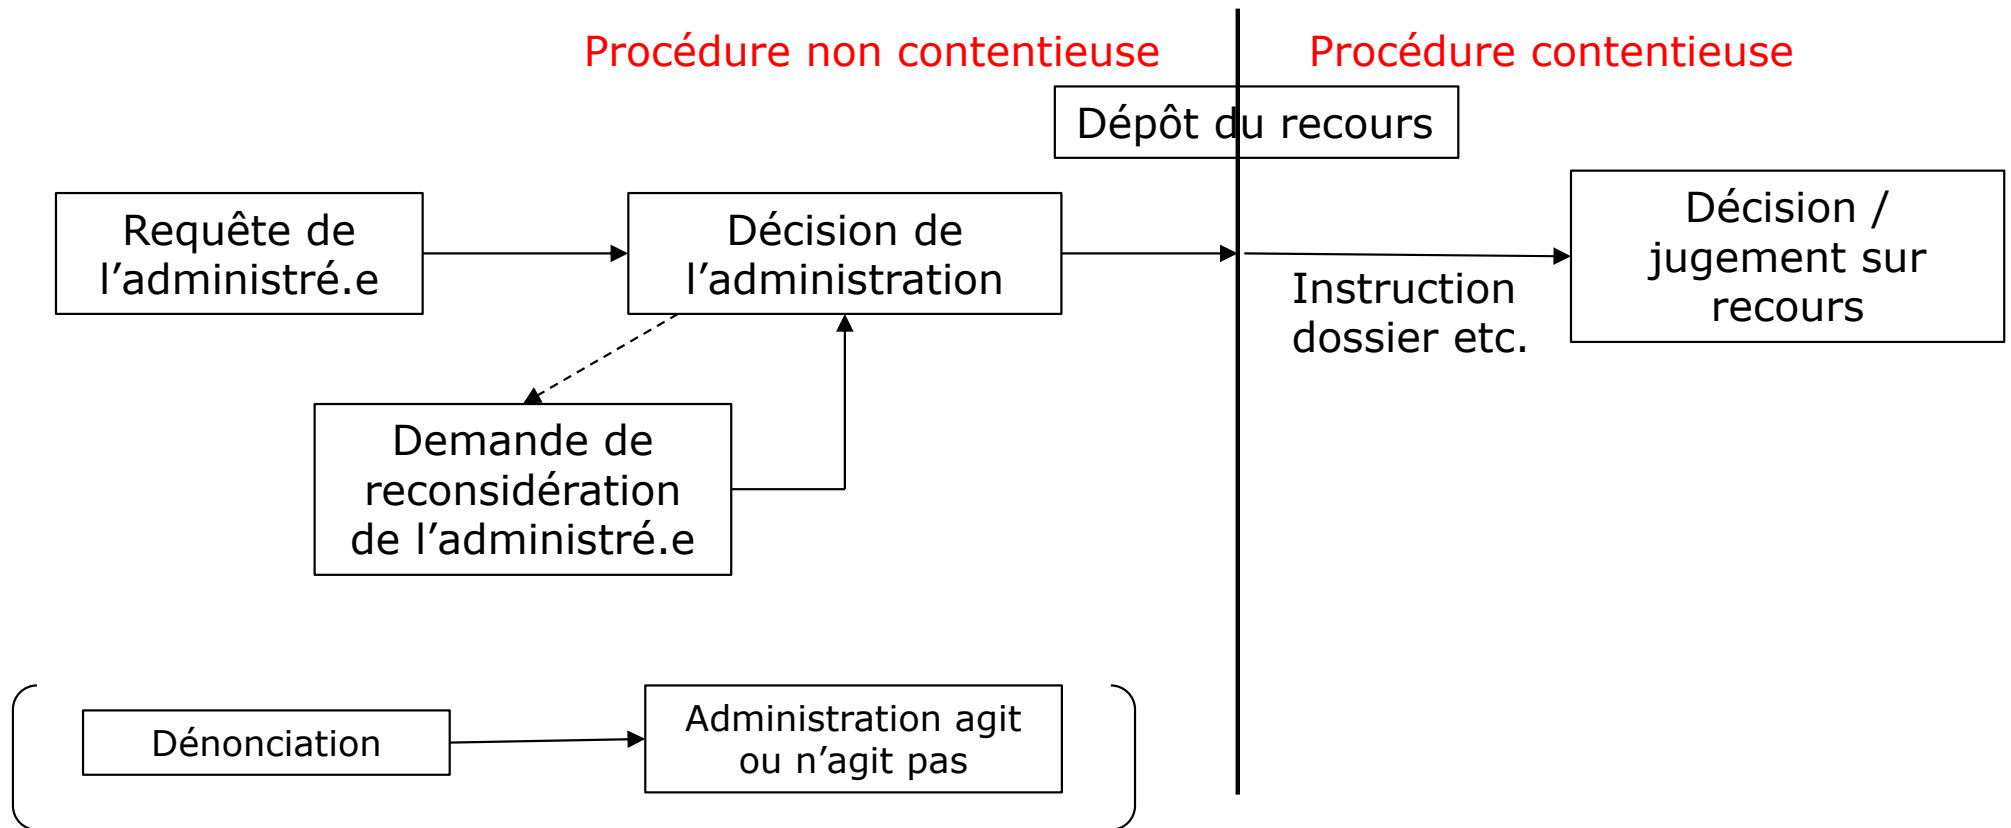 Procédure non contentieuse
Procédure contentieuse
Dépôt du recours
Requête de
l’administré.e
Décision de
l’administration
Décision /
jugement sur
recours
Instruction
dossier etc.
Demande de
reconsidération
de l’administré.e
Dénonciation
Administration agit
ou n’agit pas